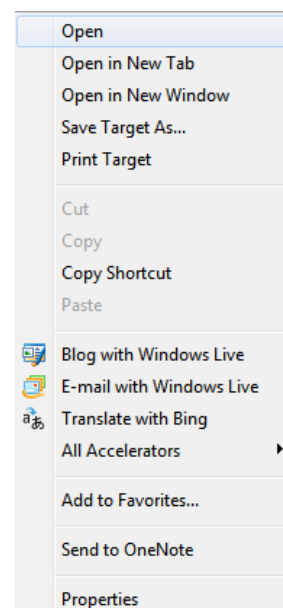 Open
Open in New Tab
Open in New Window
Save Target As...
Print Target
Cut
Copy
Copy Shortcut
Paste
Blog with Windows Live
E-mail with Windows Live
Translate with Bing
All Accelerators
Add to Favorites...
Send to OneNote
Properties